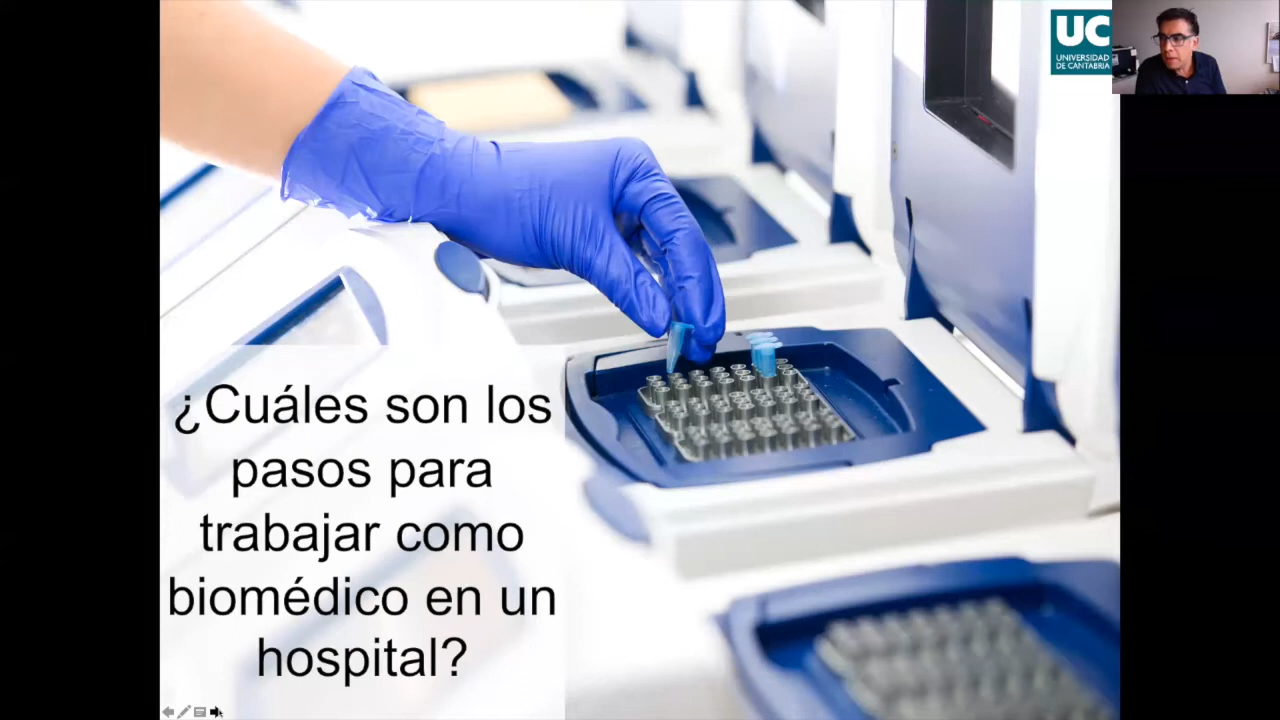 UC
UNIVERSIDAD
DE CANTABRIA
¿Cuáles son los
pasos para
trabajar como
biomédico en un
hospital?